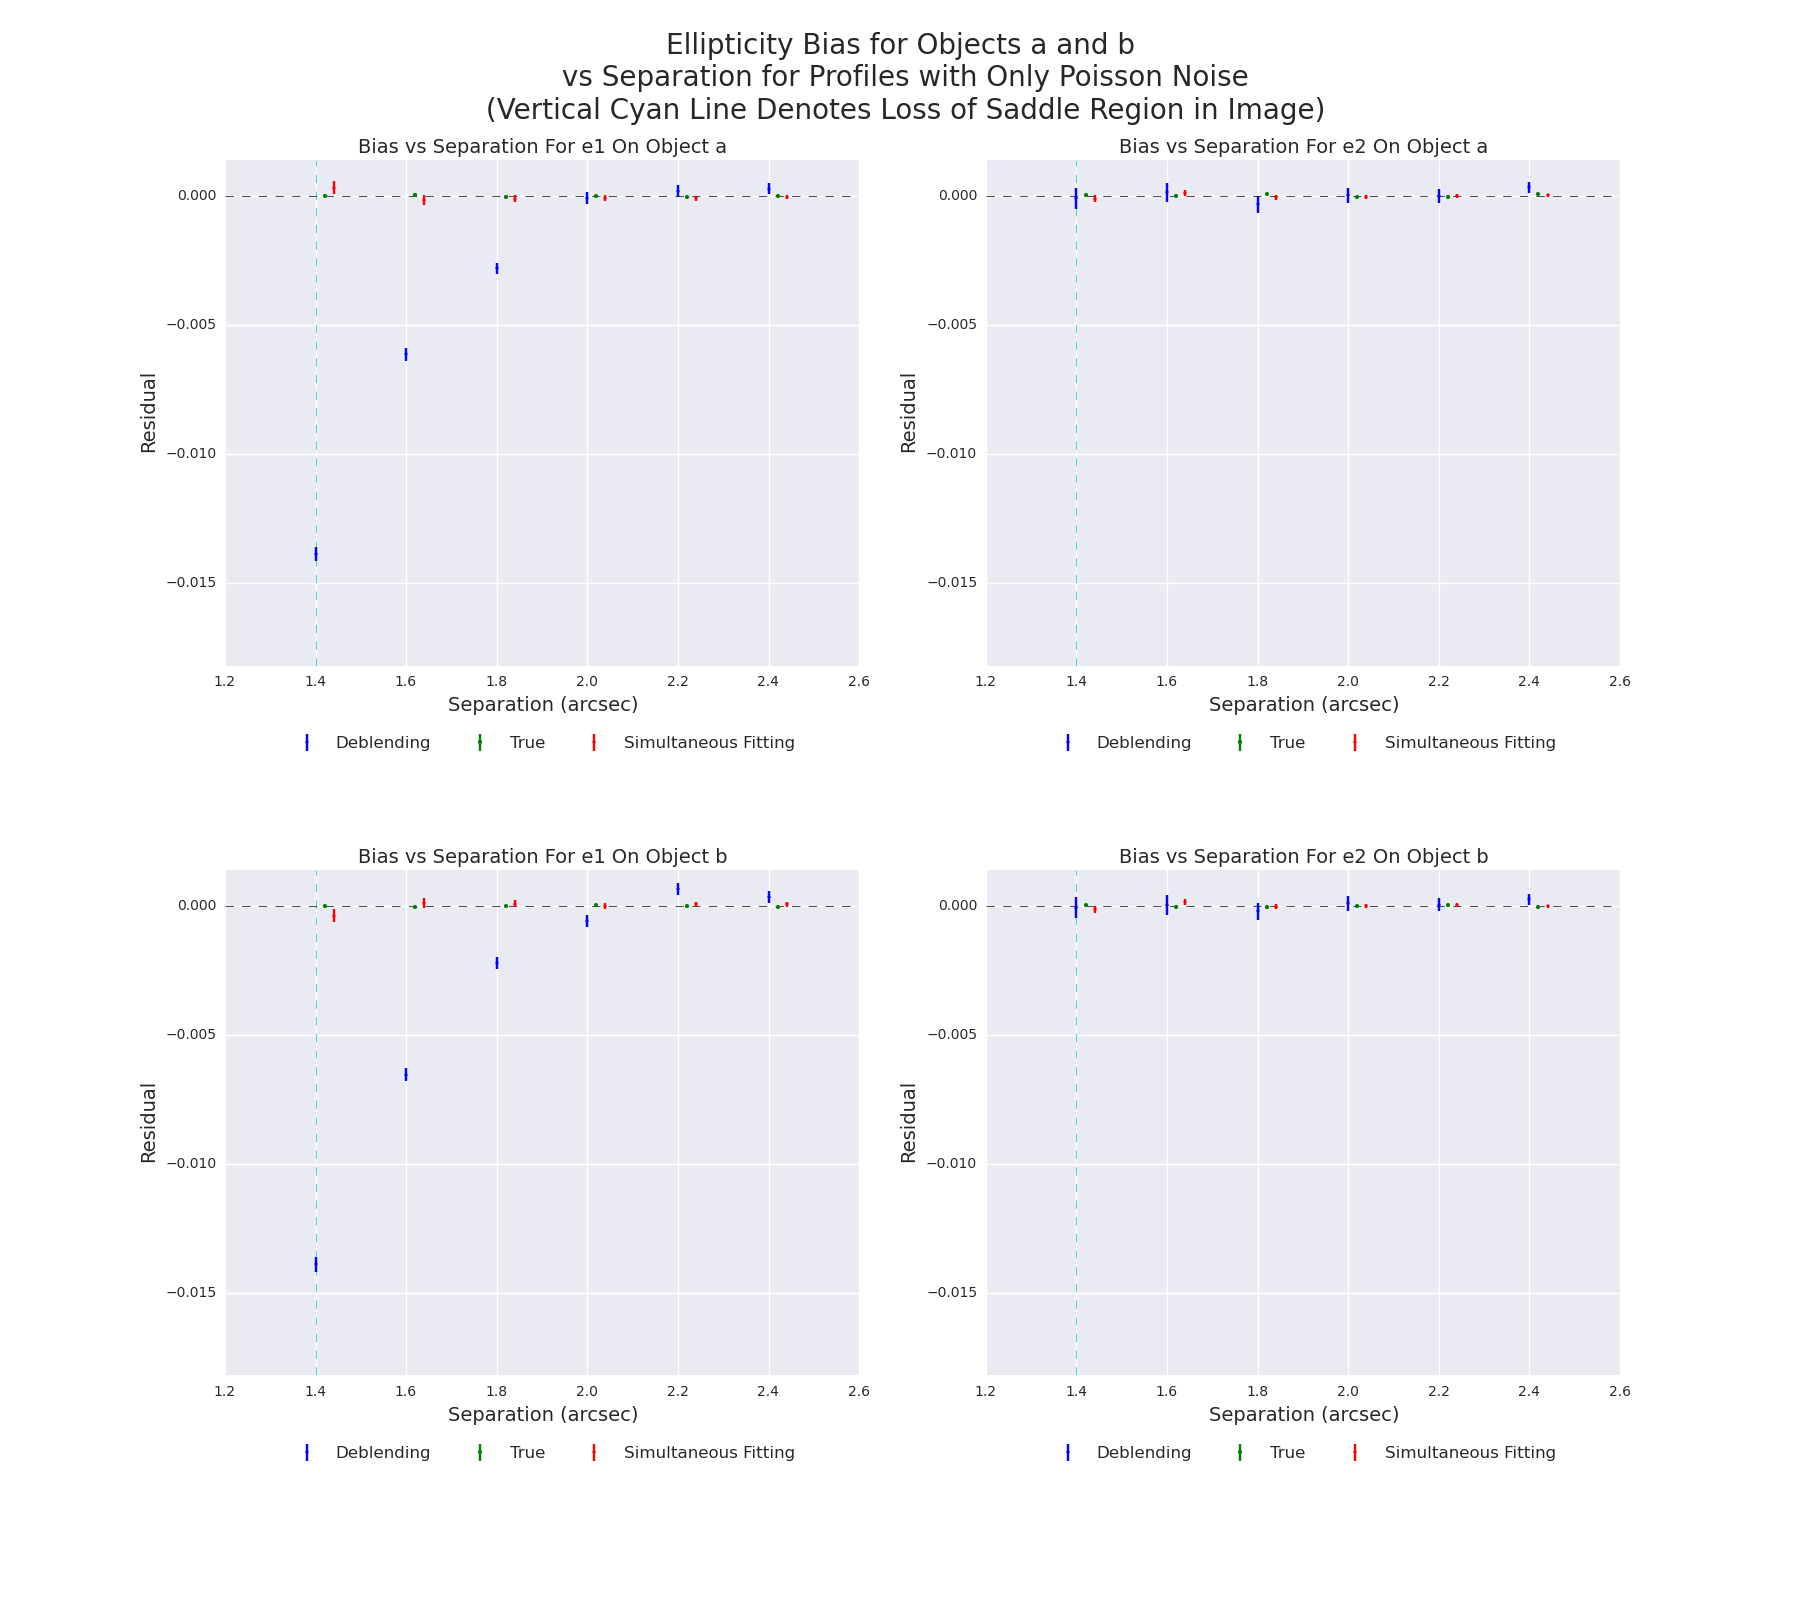 Ellipticity Bias for Objects a and b
vs Separation for Profiles with Only Poisson Noise
(Vertical Cyan Line Denotes Loss of Saddle Region in Image)
Bias vs Separation For e1 On Object a
0.000
−0.005
−0.010
−0.015
Residual
1.2 1.4 1.6 1.8 2.0 2.2 2.4 2.6
Separation (arcsec)
Deblending True Simultaneous Fitting
Bias vs Separation For e2 On Object a
0.000
−0.005
−0.010
−0.015
Residual
1.2 1.4 1.6 1.8 2.0 2.2 2.4 2.6
Separation (arcsec)
Deblending True Simultaneous Fitting
Bias vs Separation For e1 On Object b
0.000
−0.005
−0.010
−0.015
Residual
1.2 1.4 1.6 1.8 2.0 2.2 2.4 2.6
Separation (arcsec)
Deblending True Simultaneous Fitting
Bias vs Separation For e2 On Object b
0.000
−0.005
−0.010
−0.015
Residual
1.2 1.4 1.6 1.8 2.0 2.2 2.4 2.6
Separation (arcsec)
Deblending True Simultaneous Fitting